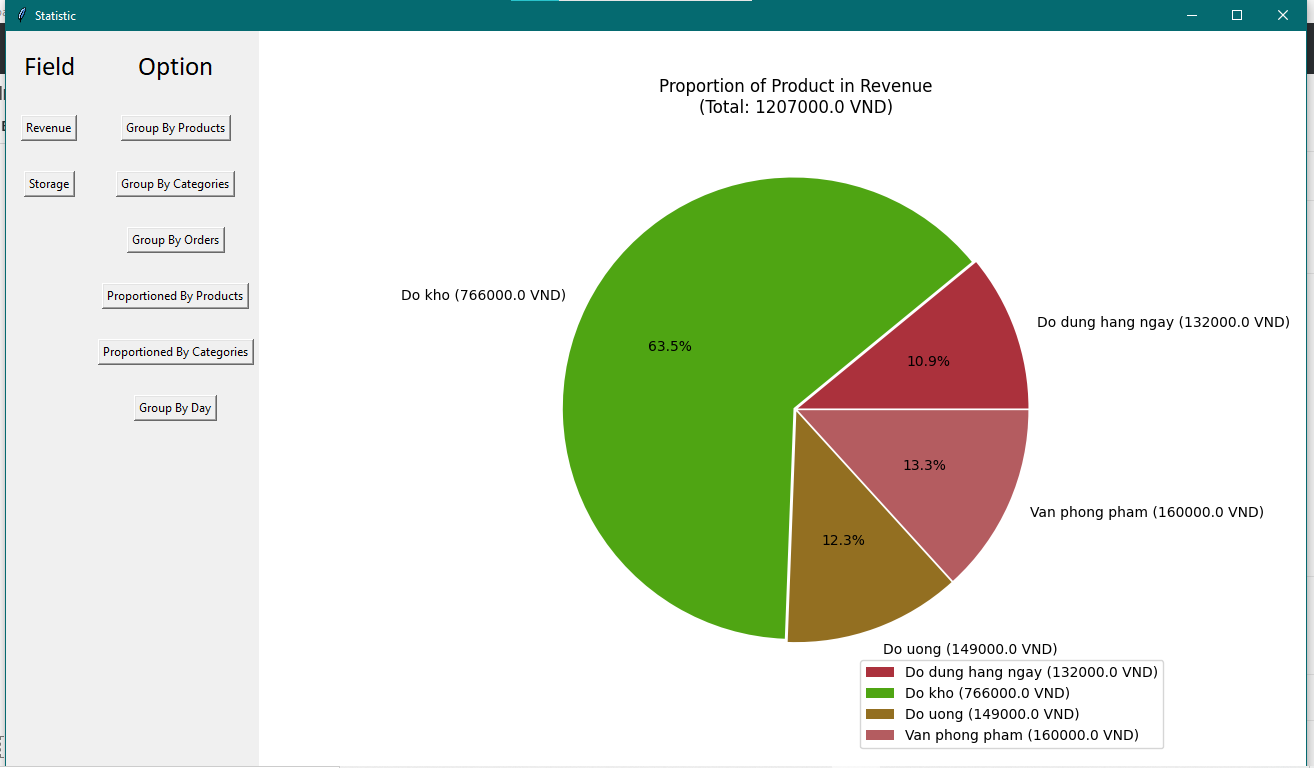 Statistic
Field
Option
Revenue
Group By Products
Storage
Group By Categories
Group By Orders
Proportioned By Products
Proportioned By Categories
Group By Day
Proportion of Product in Revenue
(Total: 1207000.0 VND)
Do kho (766000.0 VND)
63.5%
Do dung hang ngay (132000.0 VND)
10.9%
13.3%
Van phong pham (160000.0 VND)
12.3%
Do uong (149000.0 VND)
Do dung hang ngay (132000.0 VND)
Do kho (766000.0 VND)
Do uong (149000.0 VND)
Van phong pham (160000.0 VND)